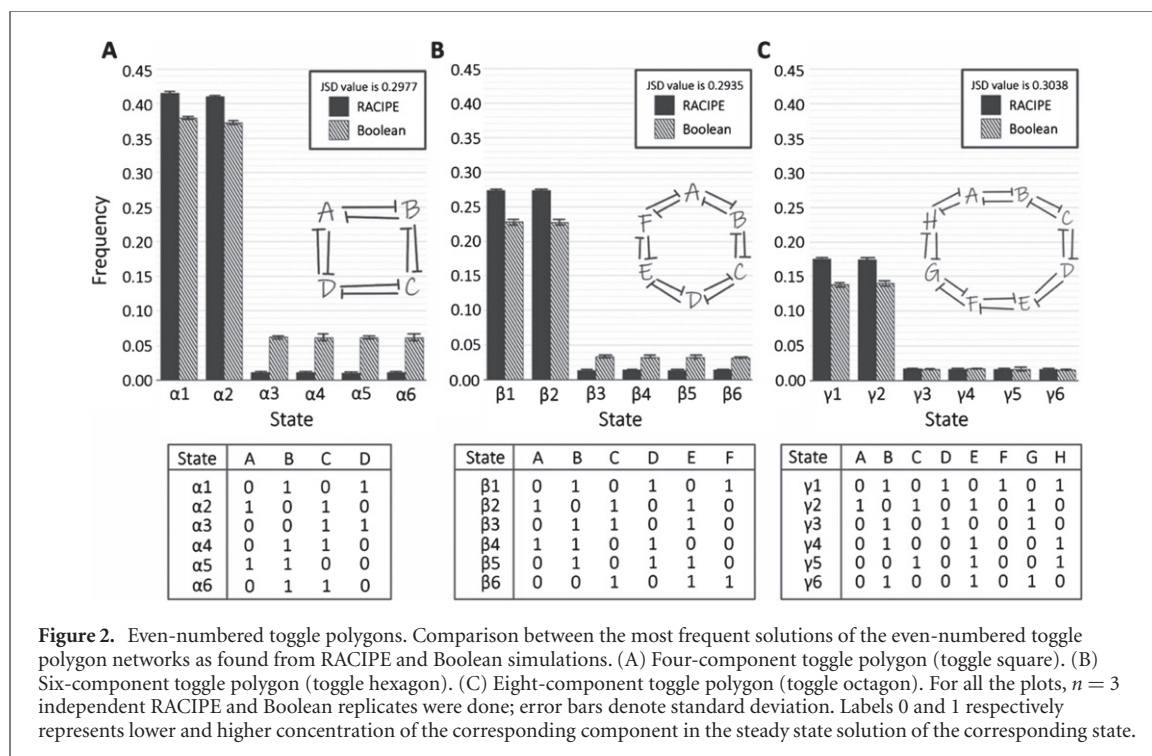 A
B
C
0.45
0.40
0.35
0.30
0.25
0.20
0.15
0.10
0.05
0.00
Frequency
JSD value is 0.2977
RACIPE
Boolean
A B
D C
α1 α2 α3 α4 α5 α6
State
0.45
0.40
0.35
0.30
0.25
0.20
0.15
0.10
0.05
0.00
JSD value is 0.2935
RACIPE
Boolean
A
F B
E C
D
β1 β2 β3 β4 β5 β6
State
0.45
0.40
0.35
0.30
0.25
0.20
0.15
0.10
0.05
0.00
JSD value is 0.3038
RACIPE
Boolean
A B
H C
G D
F E
γ1 γ2 γ3 γ4 γ5 γ6
State
State A B C D
α1 0 1 0 1
α2 1 0 1 0
α3 0 0 1 1
α4 0 1 1 0
α5 1 1 0 0
α6 0 1 1 0
State A B C D E F
β1 0 1 0 1 0 1
β2 1 0 1 0 1 0
β3 0 1 1 0 1 0
β4 1 1 0 1 0 0
β5 0 1 0 1 1 0
β6 0 0 1 0 1 1
State A B C D E F G H
γ1 0 1 0 1 0 1 0 1
γ2 1 0 1 0 1 0 1 0
γ3 0 1 0 1 0 0 1 0
γ4 0 1 0 0 1 0 0 1
γ5 0 0 1 0 1 0 0 1
γ6 0 1 0 0 1 0 1 0
Figure 2. Even-numbered toggle polygons. Comparison between the most frequent solutions of the even-numbered toggle
polygon networks as found from RACIPE and Boolean simulations. (A) Four-component toggle polygon (toggle square). (B)
Six-component toggle polygon (toggle hexagon). (C) Eight-component toggle polygon (toggle octagon). For all the plots, n = 3
independent RACIPE and Boolean replicates were done; error bars denote standard deviation. Labels 0 and 1 respectively
represents lower and higher concentration of the corresponding component in the steady state solution of the corresponding state.